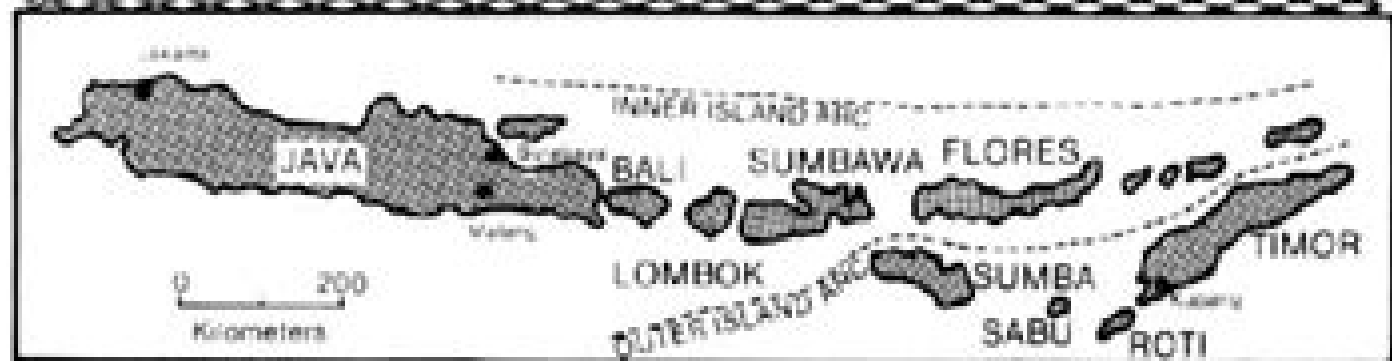 INNER ISLAND ARC
JAVA
BALI
SUMBAWA
FLORES
LOMBOK
SUMBA
TIMOR
OUTER ISLAND ARC
SABU
ROTI
0 200
Kilometers